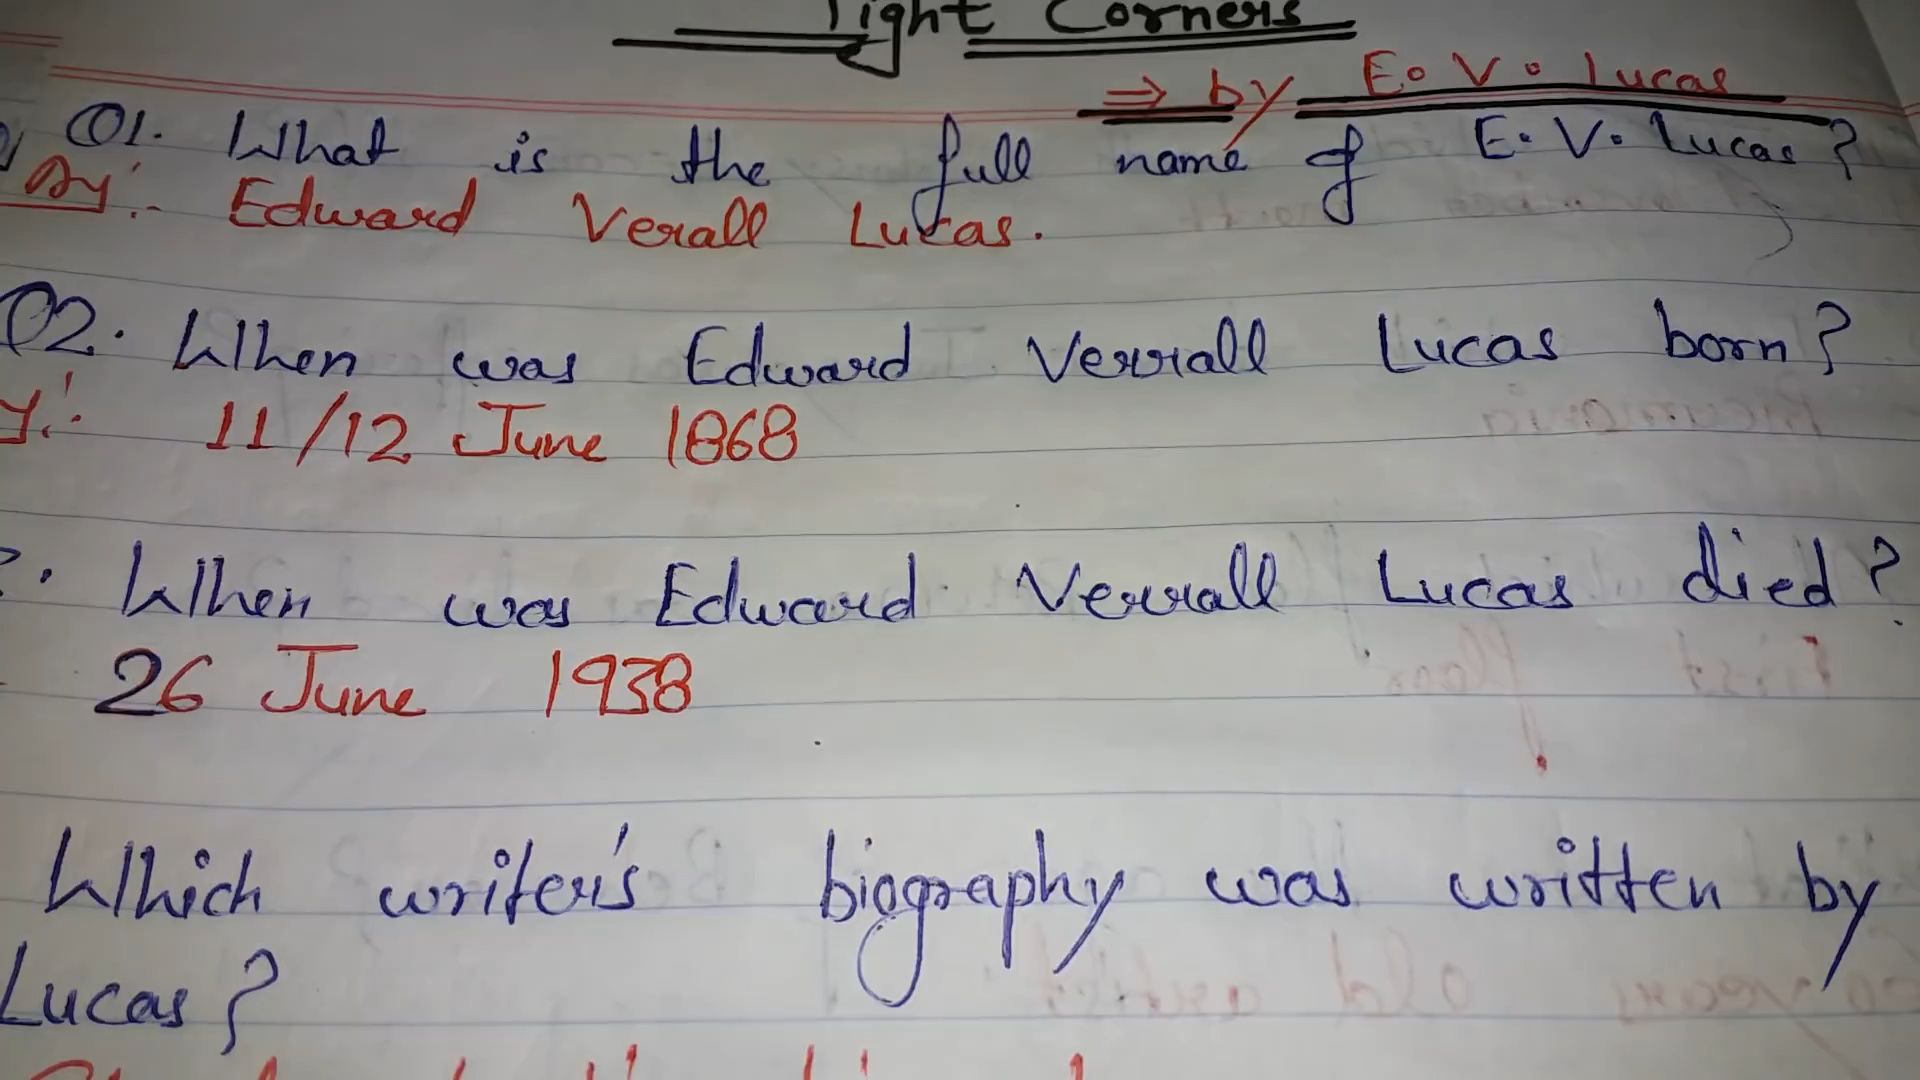 Tight Corners
⇒ by E. V. Lucas
Q1. What is the full name of E. V. Lucas?
Edward Verall Lucas.
Q2. When was Edward Verrall Lucas born?
11/12 June 1868
When was Edward Verrall Lucas died?
26 June 1938
Which writer's biography was written by
Lucas?